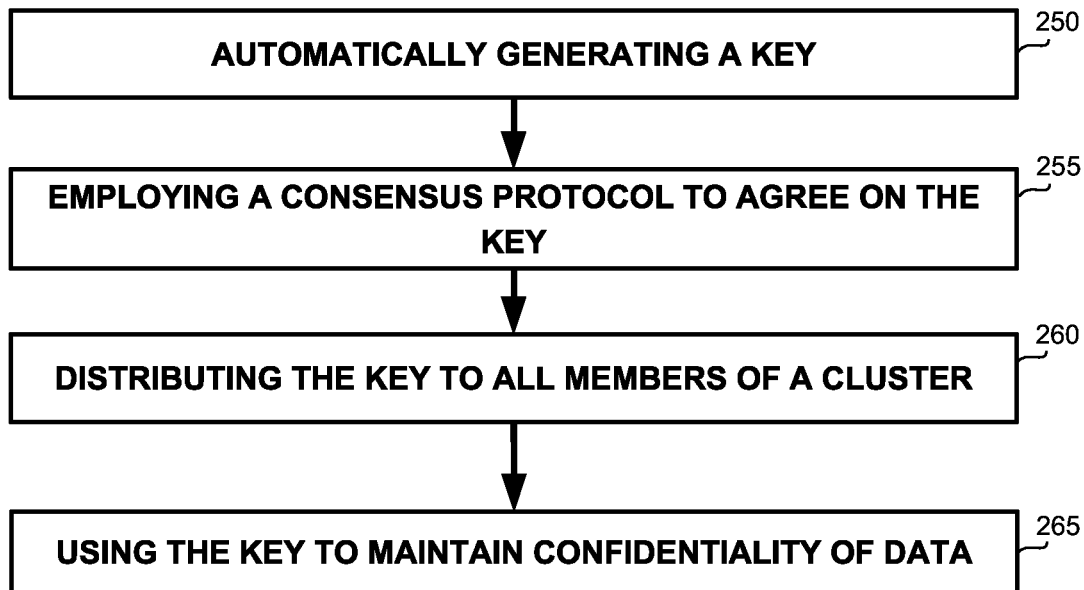 250
AUTOMATICALLY GENERATING A KEY
255
EMPLOYING A CONSENSUS PROTOCOL TO AGREE ON THE
KEY
260
DISTRIBUTING THE KEY TO ALL MEMBERS OF A CLUSTER
265
USING THE KEY TO MAINTAIN CONFIDENTIALITY OF DATA